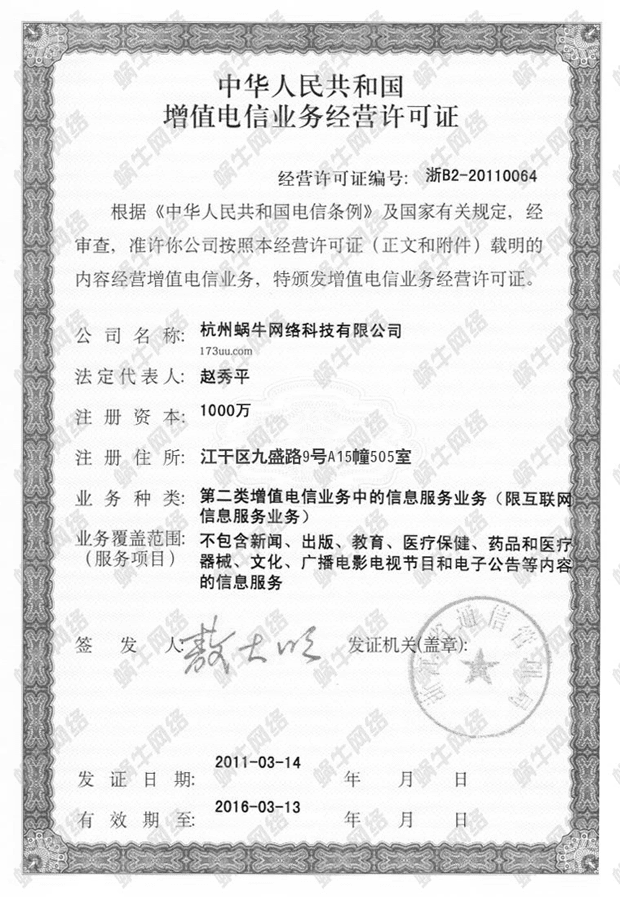 中华人民共和国
增值电信业务经营许可证
经营许可证编号: 浙B2-20110064
根据《中华人民共和国电信条例》及国家有关规定，经
审查，准许你公司按照本经营许可证（正文和附件）载明的
内容经营增值电信业务，特颁发增值电信业务经营许可证。
公司名称: 杭州蜗牛网络科技有限公司
173uu.com
法定代表人: 赵秀平
注册资本: 1000万
注册住所: 江干区九盛路9号A15幢505室
业务种类: 第二类增值电信业务中的信息服务业务（限互联网
信息服务业务）
业务覆盖范围: 不包含新闻、出版、教育、医疗保健、药品和医疗
（服务项目） 器械、文化、广播电影电视节目和电子公告等内容
的信息服务
签发人: 发证机关(盖章):
浙江省通信管理局
发证日期: 2011-03-14 年 月 日
有效期至: 2016-03-13 年 月 日
蜗牛网络